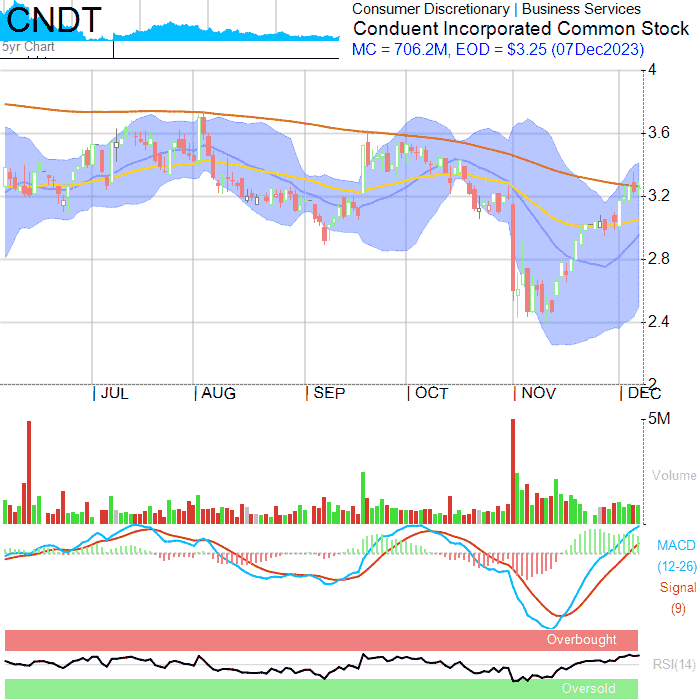 CNDT
5yr Chart
Consumer Discretionary | Business Services
Conduent Incorporated Common Stock
MC = 706.2M, EOD = $3.25 (07Dec2023)
4
3.6
3.2
2.8
2.4
2
JUL AUG SEP OCT NOV DEC
5M
Volume
MACD
(12-26)
Signal
(9)
Overbought
RSI(14)
Oversold